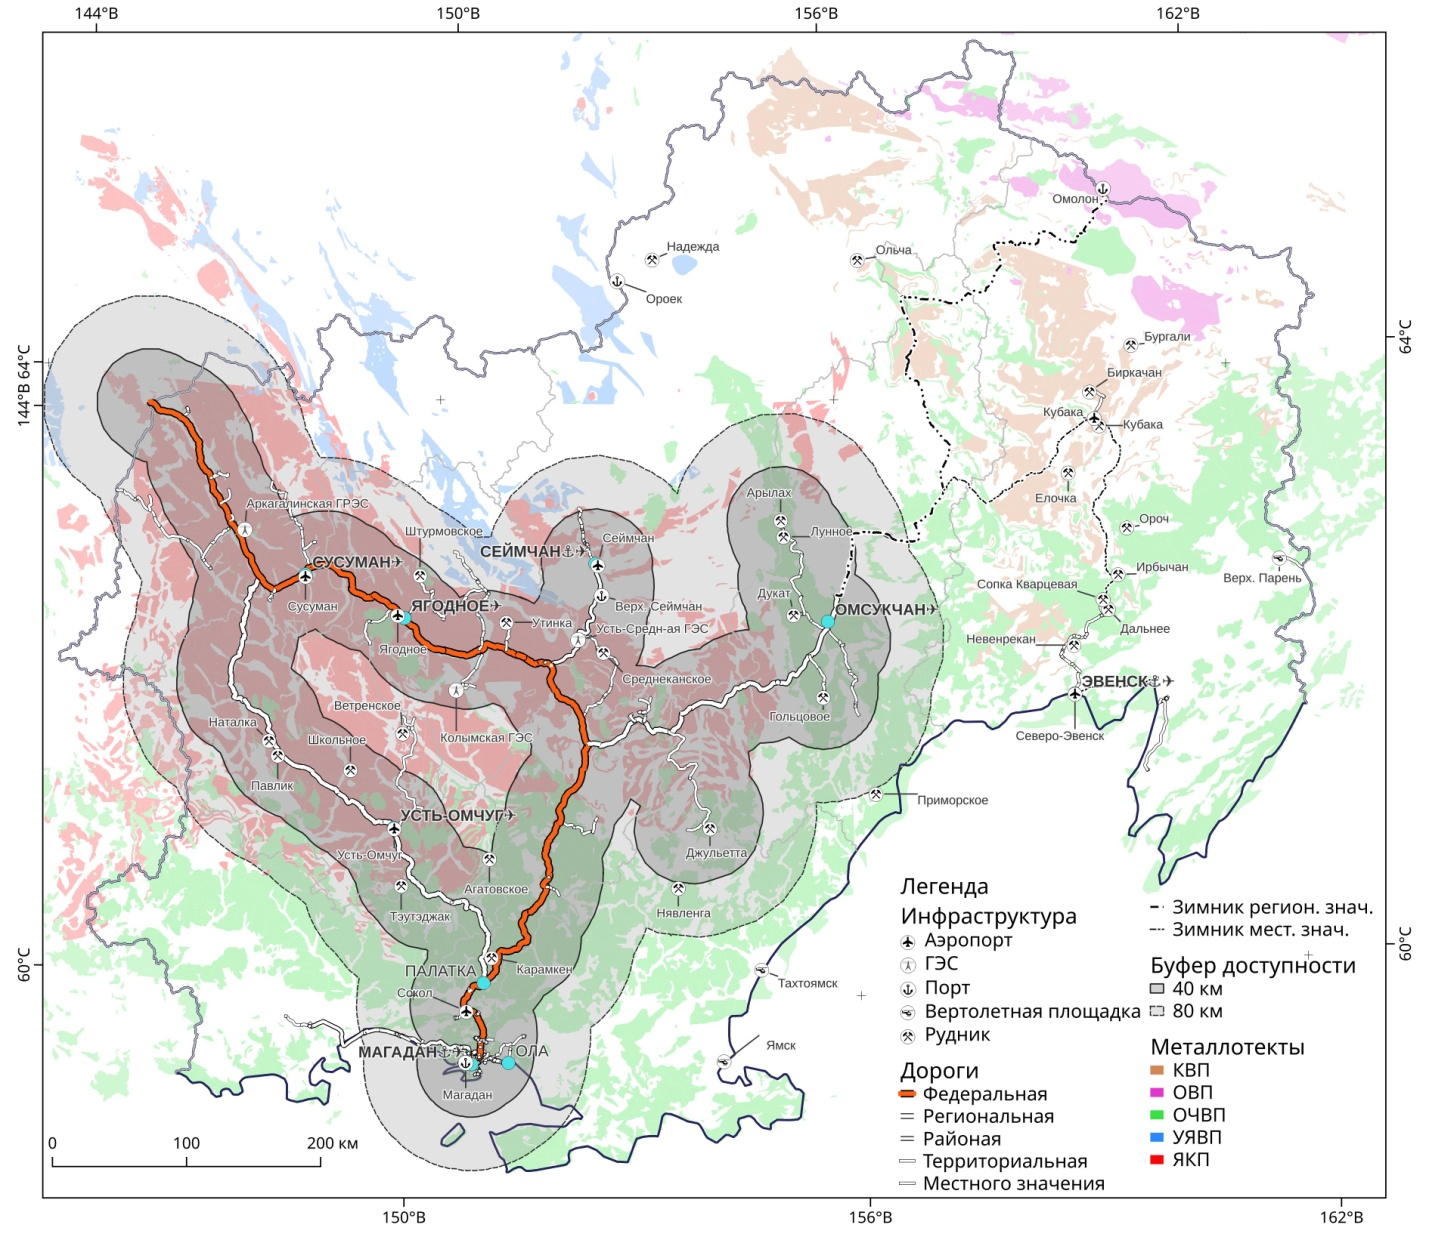 144°В
150°В
156°В
162°В
Омолон
Надежда
Ольча
Ороек
64°С
Бургали
144°В 64°С
Биркачан
Кубака
Кубака
Елочка
Арылах
Аркагалинская ГРЭС
Ороч
Штурмовское
Лунное
Сеймчан
СЕЙМЧАН
СУСУМАН
Ирбычан
Верх. Парень
Сопка Кварцевая
Дукат
Сусуман
ЯГОДНОЕ
Верх. Сеймчан
ОМСУКЧАН
Утинка
Усть-Средн-ая ГЭС
Дальнее
Невенрекан
Ягодное
Среднеканское
ЭВЕНСК
Ветренское
Гольцовое
Наталка
Школьное
Колымская ГЭС
Северо-Эвенск
Павлик
Приморское
УСТЬ-ОМЧУГ
Усть-Омчуг
Джульетта
Агатовское
Тэутэджак
Нявленга
60°С
60°С
ПАЛАТКА
Карамкен
Сокол
Тахтоямск
МАГАДАН
ОЛА
Ямск
Магадан
Легенда
Инфраструктура
Аэропорт
ГЭС
Порт
Вертолетная площадка
Рудник
Дороги
Федеральная
Региональная
Районая
Территориальная
Местного значения
Зимник регион. знач.
Зимник мест. знач.
Буфер доступности
40 км
80 км
Металлотекты
КВП
ОВП
ОЧВП
УЯВП
ЯКП
0 100 200 км
150°В
156°В
162°В